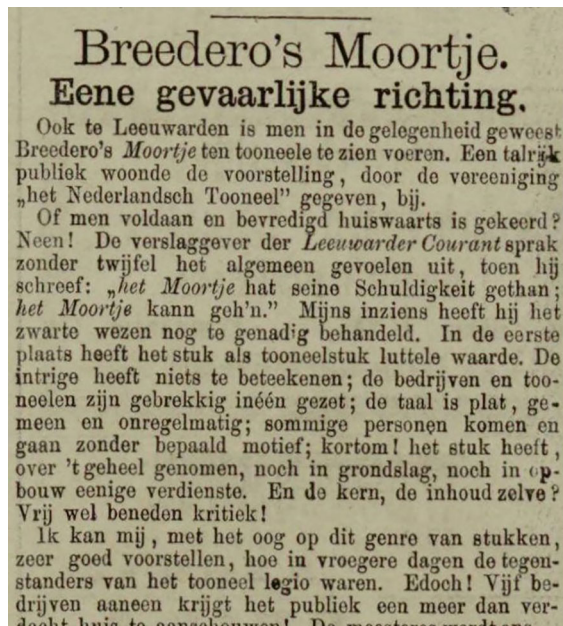 Breedero's Moortje.
Eene gevaarlijke richting.
Ook te Leeuwarden is men in de gelegenheid geweest
Breedero's Moortje ten tooneele te zien voeren. Een talrijk
publiek woonde de voorstelling, door de vereeniging
„het Nederlandsch Tooneel” gegeven, bij.
Of men voldaan en bevredigd huiswaarts is gekeerd?
Neen! De verslaggever der Leeuwarder Courant sprak
zonder twijfel het algemeen gevoelen uit, toen hij
schreef: „het Moortje hat seine Schuldigkeit gethan;
het Moortje kann geh'n.” Mijns inziens heeft hij het
zwarte wezen nog te genadig behandeld. In de eerste
plaats heeft het stuk als tooneelstuk luttele waarde. De
intrige heeft niets te beteekenen; de bedrijven en too-
neelen zijn gebrekkig inéén gezet; de taal is plat, ge-
meen en onregelmatig; sommige personen komen en
gaan zonder bepaald motief; kortom! het stuk heeft,
over 't geheel genomen, noch in grondslag, noch in op-
bouw eenige verdienste. En de kern, de inhoud zelve?
Vrij wel beneden kritiek!
Ik kan mij, met het oog op dit genre van stukken,
zeer goed voorstellen, hoe in vroegere dagen de tegen-
standers van het tooneel legio waren. Edoch! Vijf be-
drijven aaneen krijgt het publiek een meer dan ver-